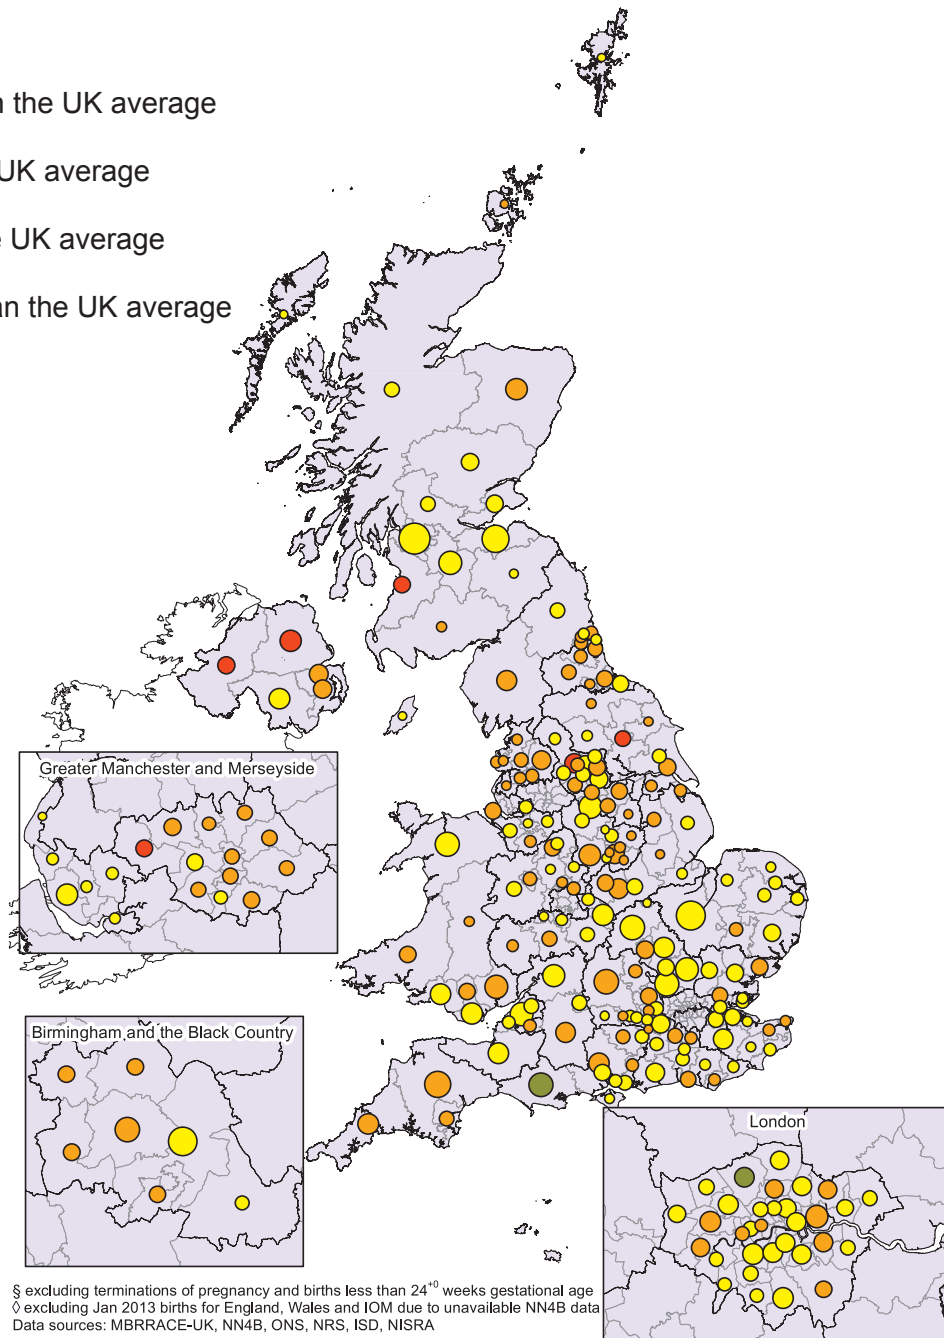 n the UK average
UK average
e UK average
an the UK average
Greater Manchester and Merseyside
Birmingham and the Black Country
London
§ excluding terminations of pregnancy and births less than 24⁺⁰ weeks gestational age
◊ excluding Jan 2013 births for England, Wales and IOM due to unavailable NN4B data
Data sources: MBRRACE-UK, NN4B, ONS, NRS, ISD, NISRA